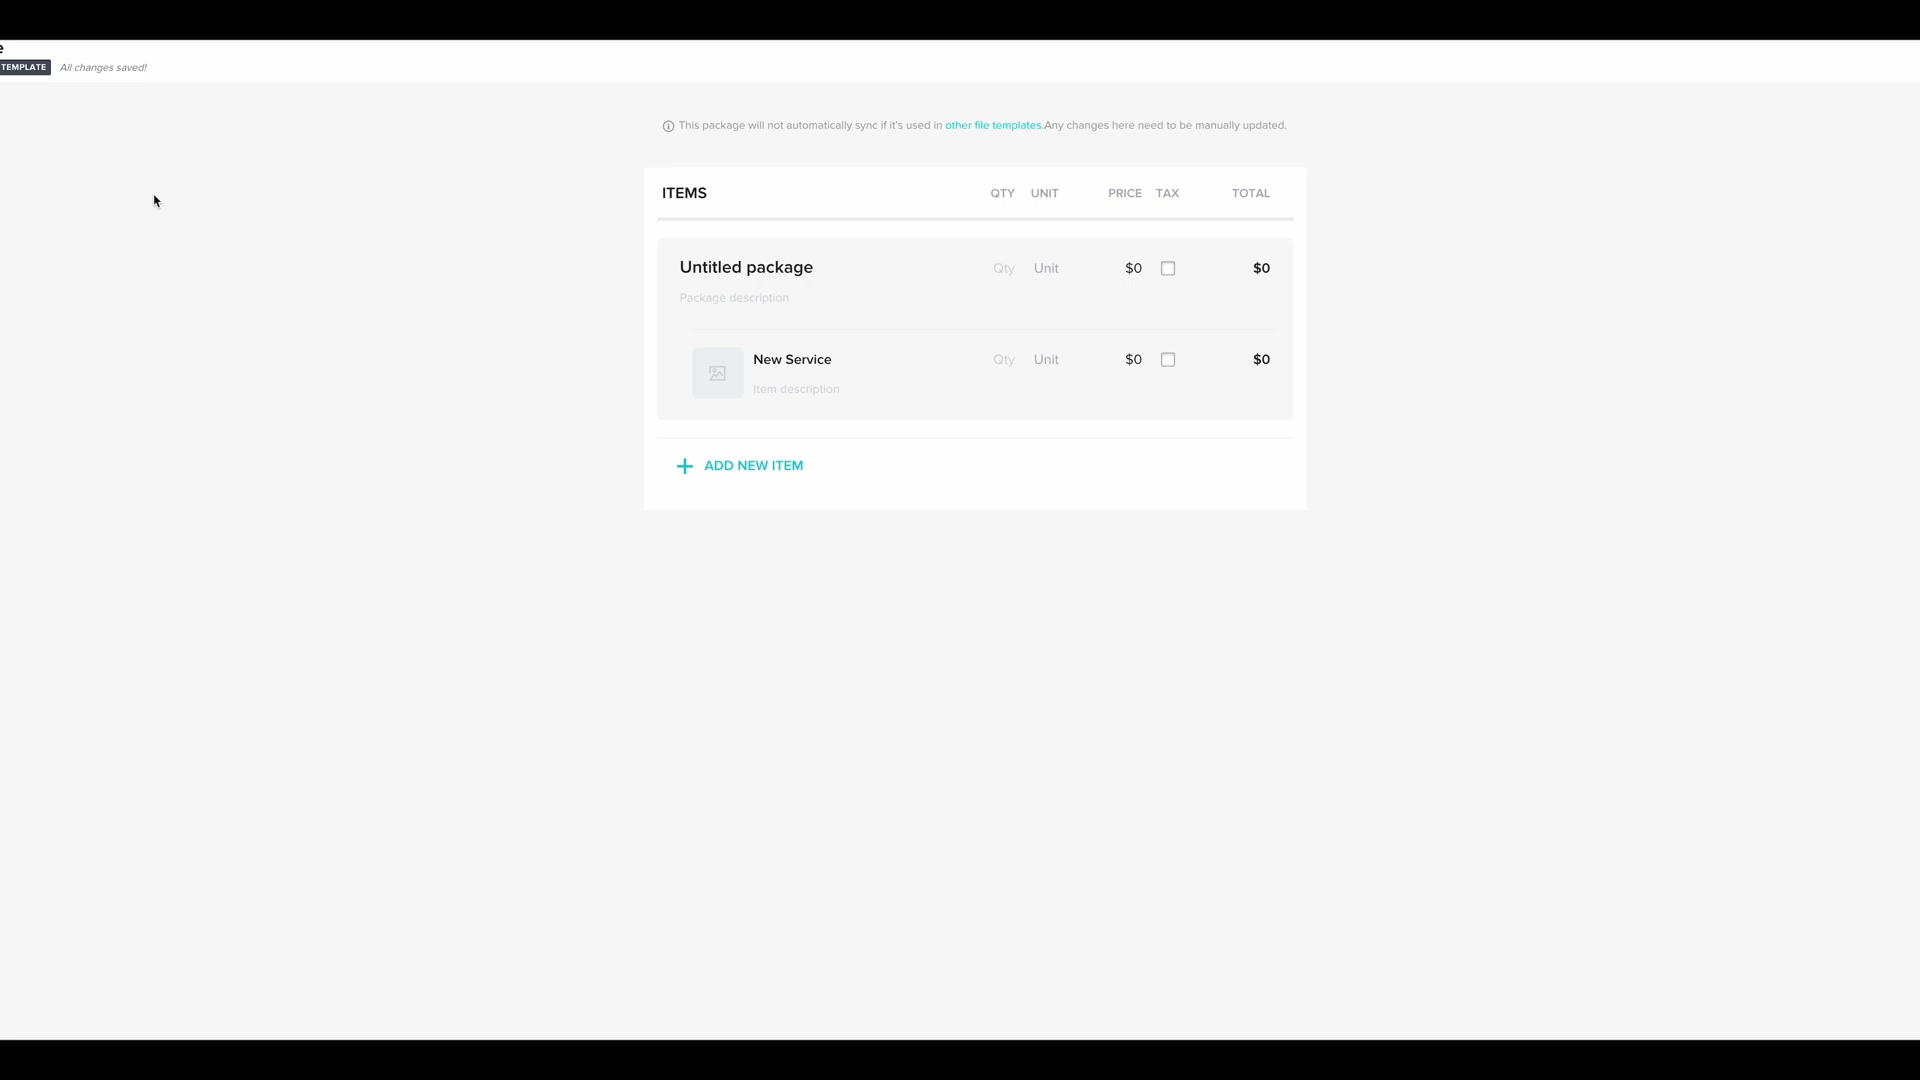 e
TEMPLATE All changes saved!
This package will not automatically sync if it's used in other file templates.Any changes here need to be manually updated.
ITEMS QTY UNIT PRICE TAX TOTAL
Untitled package Qty Unit $0 $0
Package description
New Service Qty Unit $0 $0
Item description
ADD NEW ITEM